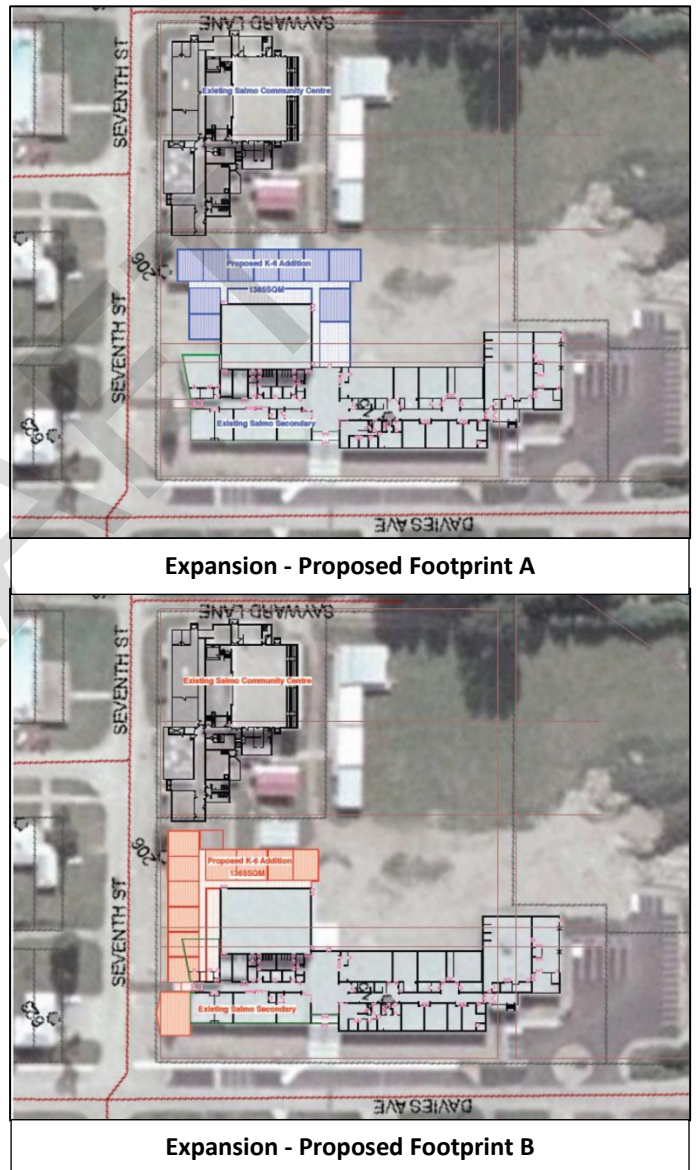 SAYWARD LANE
SEVENTH ST
Existing Salmo Community Centre
Proposed K-6 Addition
1365SQM
206
SEVENTH ST
Existing Salmo Secondary
DAVIES AVE
Expansion - Proposed Footprint A
SAYWARD LANE
SEVENTH ST
Existing Salmo Community Centre
206
Proposed K-6 Addition
1365SQM
SEVENTH ST
Existing Salmo Secondary
DAVIES AVE
Expansion - Proposed Footprint B